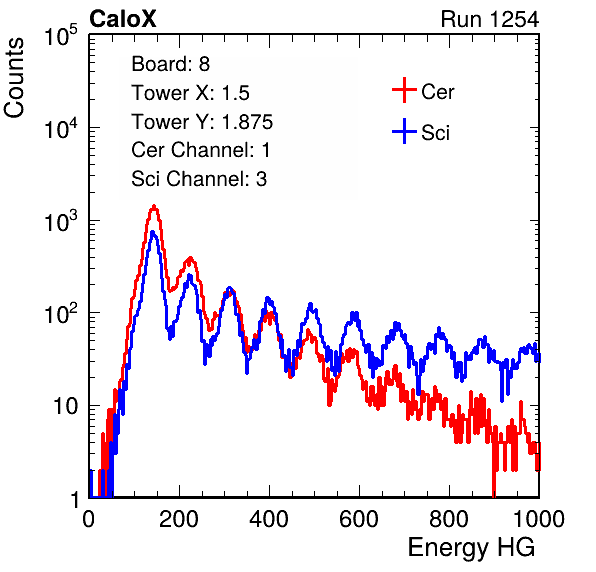 CaloX Run 1254
Counts
10^5
10^4
10^3
10^2
10
1
Board: 8
Tower X: 1.5
Tower Y: 1.875
Cer Channel: 1
Sci Channel: 3
Cer
Sci
0 200 400 600 800 1000
Energy HG